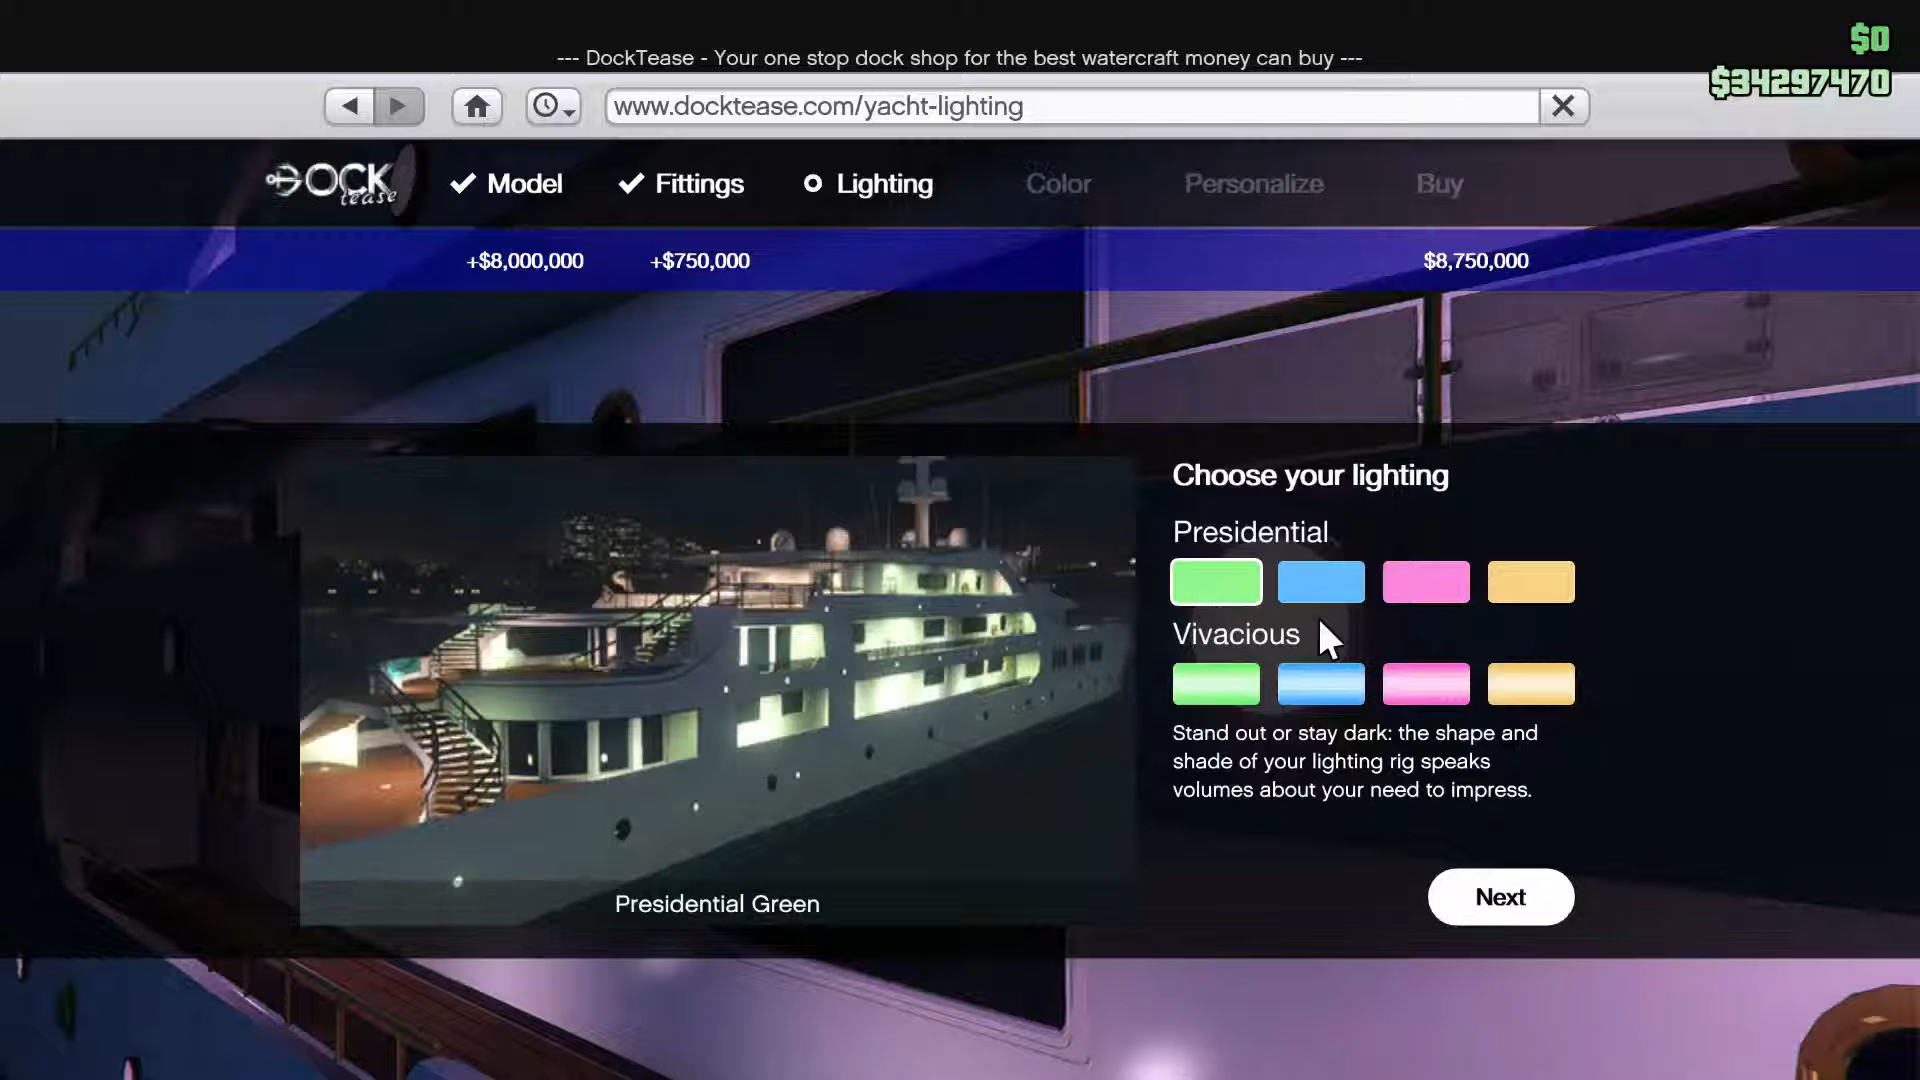 $0
--- DockTease - Your one stop dock shop for the best watercraft money can buy ---
$34297470
www.docktease.com/yacht-lighting
DOCK tease
Model
Fittings
Lighting
Color
Personalize
Buy
+$8,000,000
+$750,000
$8,750,000
Choose your lighting
Presidential
Vivacious
Stand out or stay dark: the shape and
shade of your lighting rig speaks
volumes about your need to impress.
Presidential Green
Next